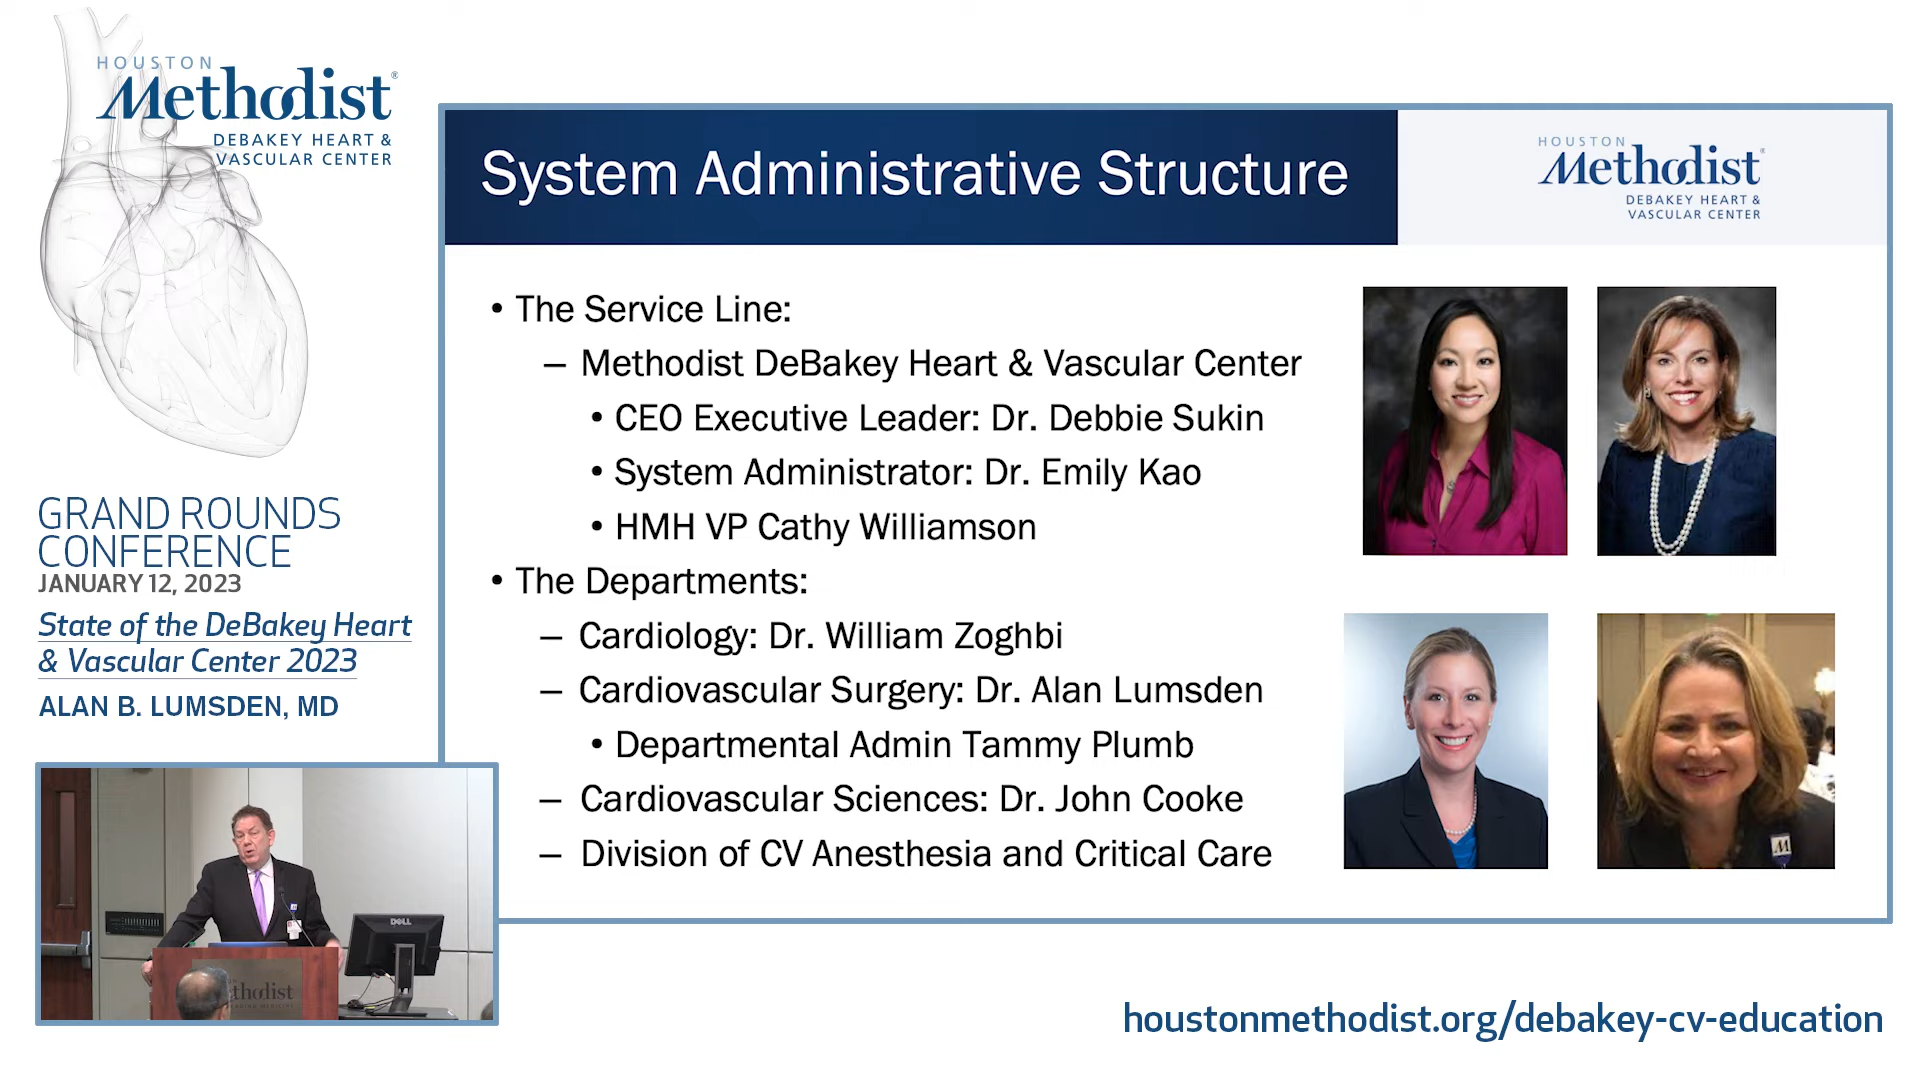 HOUSTON
Methodist®
DEBAKEY HEART &
VASCULAR CENTER
GRAND ROUNDS
CONFERENCE
JANUARY 12, 2023
State of the DeBakey Heart
& Vascular Center 2023
ALAN B. LUMSDEN, MD
System Administrative Structure
HOUSTON
Methodist®
DEBAKEY HEART &
VASCULAR CENTER
• The Service Line:
– Methodist DeBakey Heart & Vascular Center
• CEO Executive Leader: Dr. Debbie Sukin
• System Administrator: Dr. Emily Kao
• HMH VP Cathy Williamson
• The Departments:
– Cardiology: Dr. William Zoghbi
– Cardiovascular Surgery: Dr. Alan Lumsden
• Departmental Admin Tammy Plumb
– Cardiovascular Sciences: Dr. John Cooke
– Division of CV Anesthesia and Critical Care
M
DELL
thodist
houstonmethodist.org/debakey-cv-education